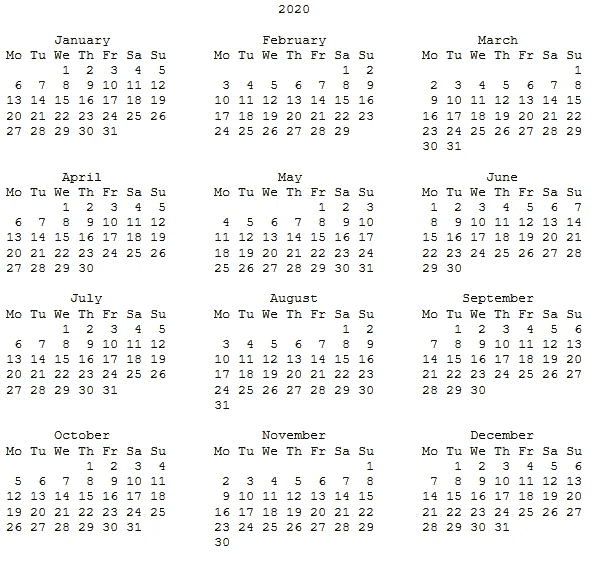 2020
January
Mo Tu We Th Fr Sa Su
1 2 3 4 5
6 7 8 9 10 11 12
13 14 15 16 17 18 19
20 21 22 23 24 25 26
27 28 29 30 31
February
Mo Tu We Th Fr Sa Su
1 2
3 4 5 6 7 8 9
10 11 12 13 14 15 16
17 18 19 20 21 22 23
24 25 26 27 28 29
March
Mo Tu We Th Fr Sa Su
1
2 3 4 5 6 7 8
9 10 11 12 13 14 15
16 17 18 19 20 21 22
23 24 25 26 27 28 29
30 31
April
Mo Tu We Th Fr Sa Su
1 2 3 4 5
6 7 8 9 10 11 12
13 14 15 16 17 18 19
20 21 22 23 24 25 26
27 28 29 30
May
Mo Tu We Th Fr Sa Su
1 2 3
4 5 6 7 8 9 10
11 12 13 14 15 16 17
18 19 20 21 22 23 24
25 26 27 28 29 30 31
June
Mo Tu We Th Fr Sa Su
1 2 3 4 5 6 7
8 9 10 11 12 13 14
15 16 17 18 19 20 21
22 23 24 25 26 27 28
29 30
July
Mo Tu We Th Fr Sa Su
1 2 3 4 5
6 7 8 9 10 11 12
13 14 15 16 17 18 19
20 21 22 23 24 25 26
27 28 29 30 31
August
Mo Tu We Th Fr Sa Su
1 2
3 4 5 6 7 8 9
10 11 12 13 14 15 16
17 18 19 20 21 22 23
24 25 26 27 28 29 30
31
September
Mo Tu We Th Fr Sa Su
1 2 3 4 5 6
7 8 9 10 11 12 13
14 15 16 17 18 19 20
21 22 23 24 25 26 27
28 29 30
October
Mo Tu We Th Fr Sa Su
1 2 3 4
5 6 7 8 9 10 11
12 13 14 15 16 17 18
19 20 21 22 23 24 25
26 27 28 29 30 31
November
Mo Tu We Th Fr Sa Su
1
2 3 4 5 6 7 8
9 10 11 12 13 14 15
16 17 18 19 20 21 22
23 24 25 26 27 28 29
30
December
Mo Tu We Th Fr Sa Su
1 2 3 4 5 6
7 8 9 10 11 12 13
14 15 16 17 18 19 20
21 22 23 24 25 26 27
28 29 30 31